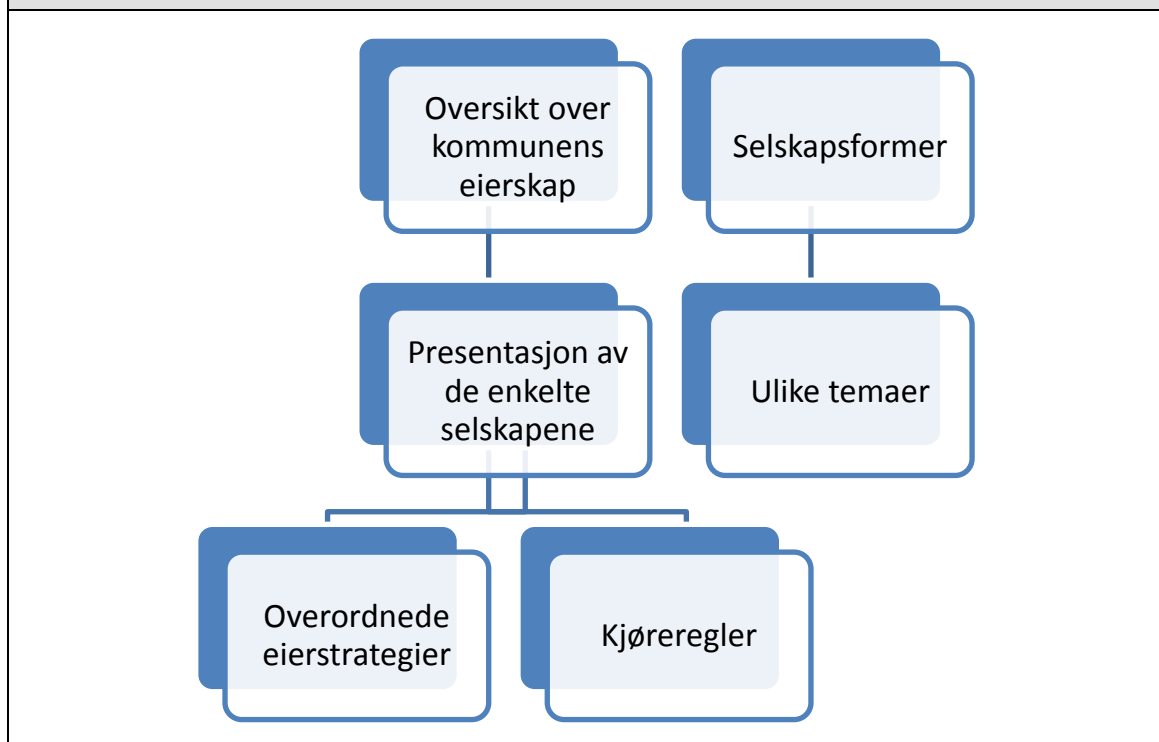 Oversikt over
kommunens
eierskap
Selskapsformer
Presentasjon av
de enkelte
selskapene
Ulike temaer
Overordnede
eierstrategier
Kjøreregler